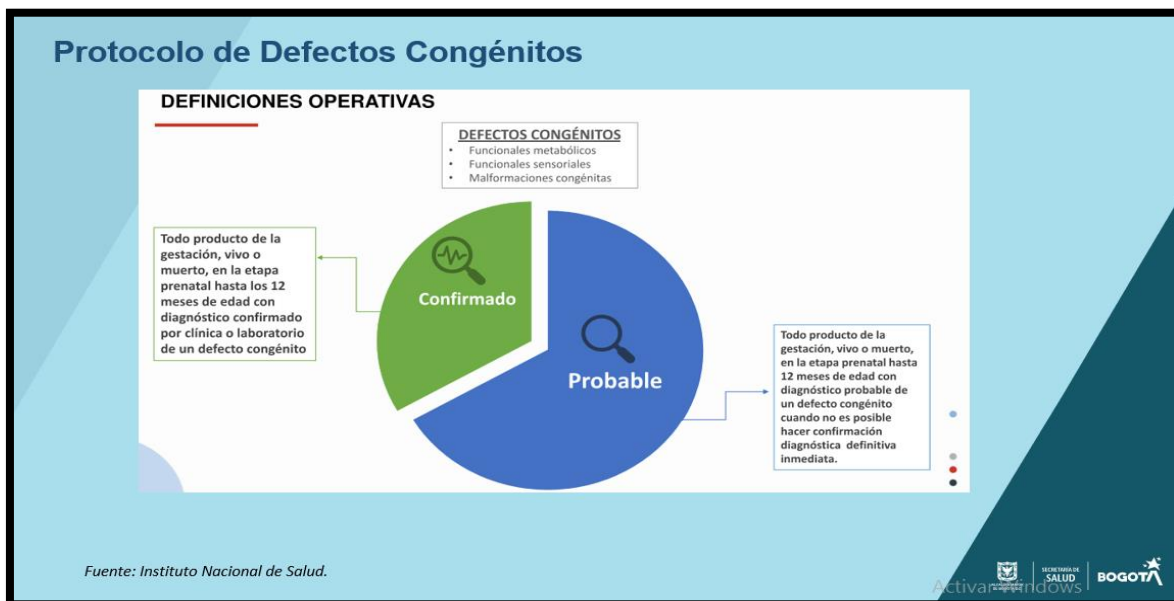 Protocolo de Defectos Congénitos
DEFINICIONES OPERATIVAS
DEFECTOS CONGÉNITOS
• Funcionales metabólicos
• Funcionales sensoriales
• Malformaciones congénitas
Todo producto de la
gestación, vivo o
muerto, en la etapa
prenatal hasta los 12
meses de edad con
diagnóstico confirmado
por clínica o laboratorio
de un defecto congénito
Confirmado
Probable
Todo producto de la
gestación, vivo o muerto,
en la etapa prenatal hasta
12 meses de edad con
diagnóstico probable de
un defecto congénito
cuando no es posible
hacer confirmación
diagnóstica definitiva
inmediata.
Fuente: Instituto Nacional de Salud.
Activar Windows
SECRETARÍA DE
SALUD
BOGOTÁ